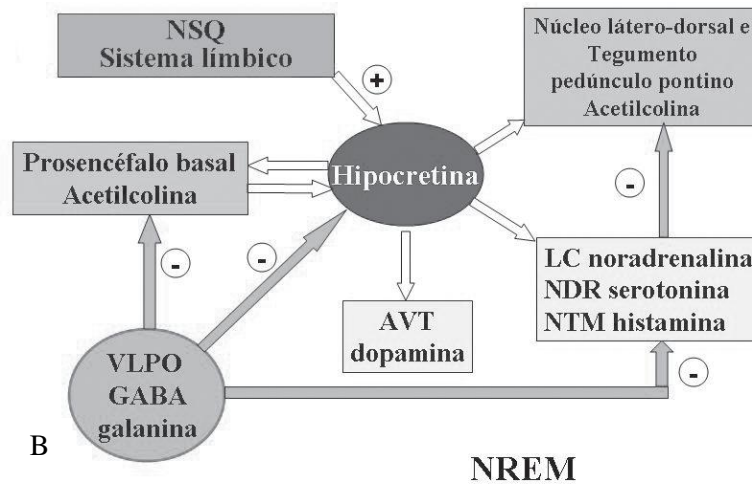 NSQ
Sistema límbico
+
Núcleo látero-dorsal e
Tegumento
pedúnculo pontino
Acetilcolina
Prosencéfalo basal
Acetilcolina
Hipocretina
-
-
-
LC noradrenalina
NDR serotonina
NTM histamina
AVT
dopamina
VLPO
GABA
galanina
-
B
NREM